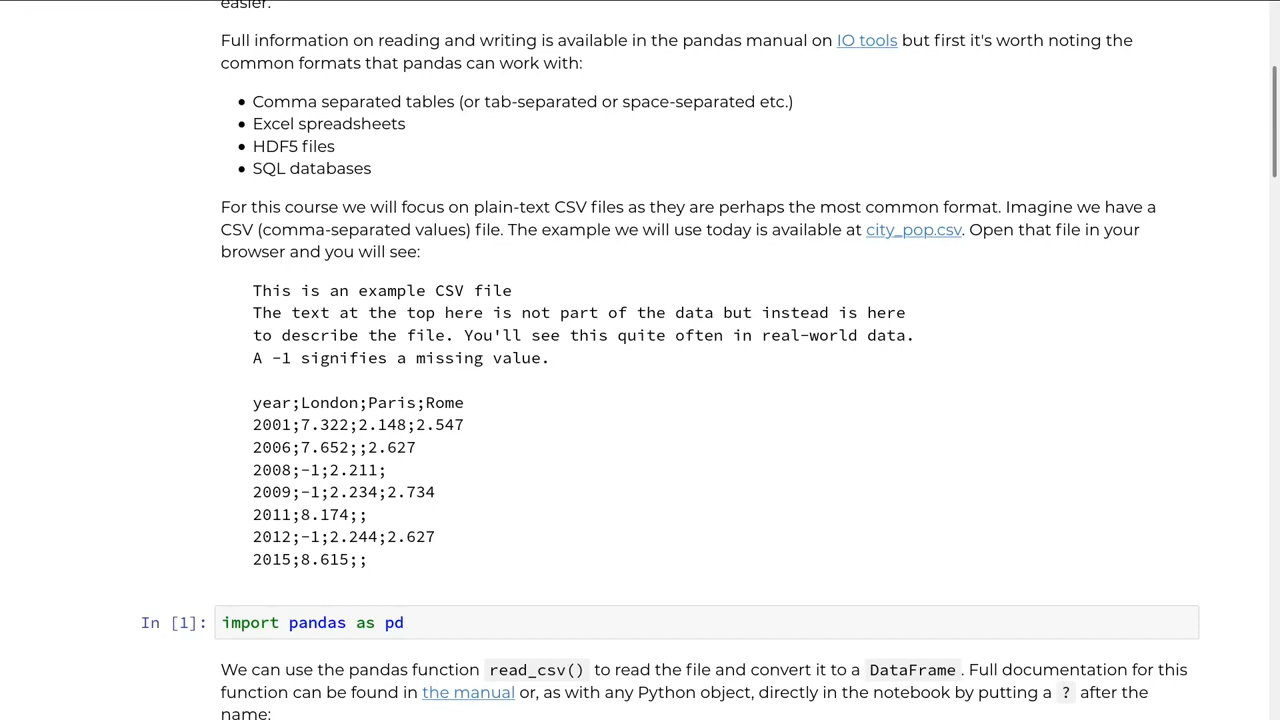 easier.
Full information on reading and writing is available in the pandas manual on IO tools but first it's worth noting the
common formats that pandas can work with:
• Comma separated tables (or tab-separated or space-separated etc.)
• Excel spreadsheets
• HDF5 files
• SQL databases
For this course we will focus on plain-text CSV files as they are perhaps the most common format. Imagine we have a
CSV (comma-separated values) file. The example we will use today is available at city_pop.csv. Open that file in your
browser and you will see:
This is an example CSV file
The text at the top here is not part of the data but instead is here
to describe the file. You'll see this quite often in real-world data.
A -1 signifies a missing value.
year;London;Paris;Rome
2001;7.322;2.148;2.547
2006;7.652;;2.627
2008;-1;2.211;
2009;-1;2.234;2.734
2011;8.174;;
2012;-1;2.244;2.627
2015;8.615;;
In [1]: import pandas as pd
We can use the pandas function read_csv() to read the file and convert it to a DataFrame. Full documentation for this
function can be found in the manual or, as with any Python object, directly in the notebook by putting a ? after the
name: